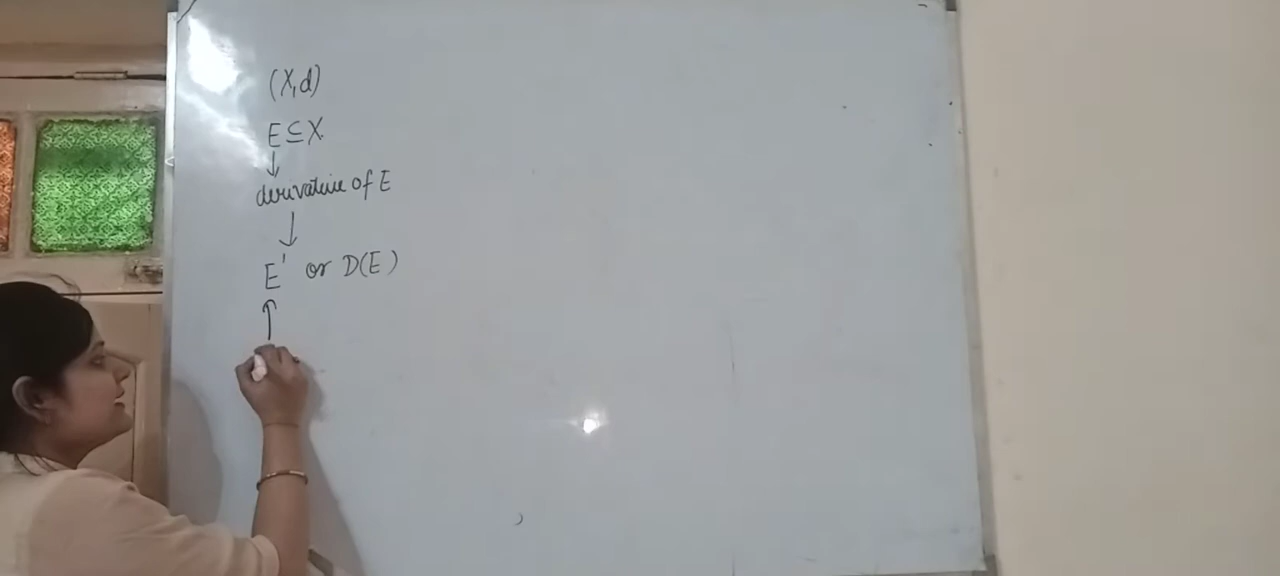 (X,d)
E⊆X
↓
derivative of E
↓
E' or D(E)
↑